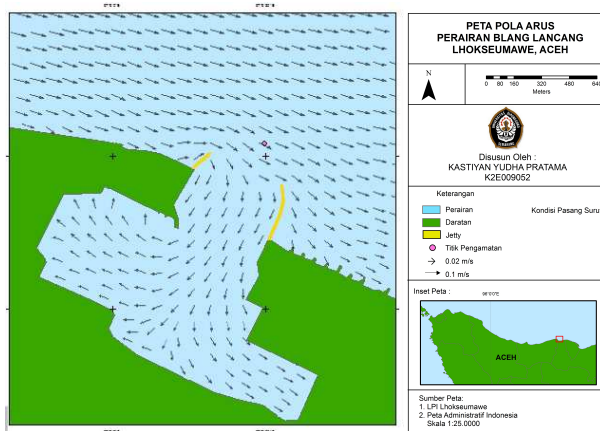 PETA POLA ARUS
PERAIRAN BLANG LANCANG
LHOKSEUMAWE, ACEH
N
0 80 160 320 480 640
Meters
Disusun Oleh :
KASTIYAN YUDHA PRATAMA
K2E009052
Keterangan
Perairan
Kondisi Pasang Suru
Daratan
Jetty
Titik Pengamatan
0.02 m/s
0.1 m/s
Inset Peta :
ACEH
Sumber Peta:
1. LPI Lhokseumawe
2. Peta Administratif Indonesia
Skala 1:25.0000